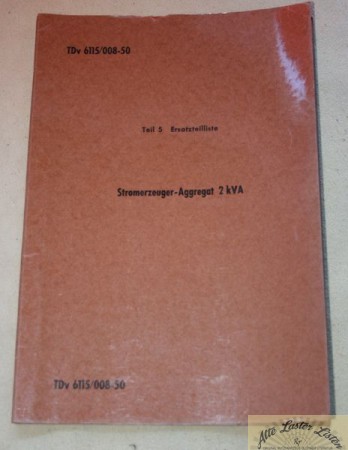 TDv 6115/008-50
Teil 5 Ersatzteilliste
Stromerzeuger-Aggregat 2 kVA
TDv 6115/008-50
Alte Laster Listen